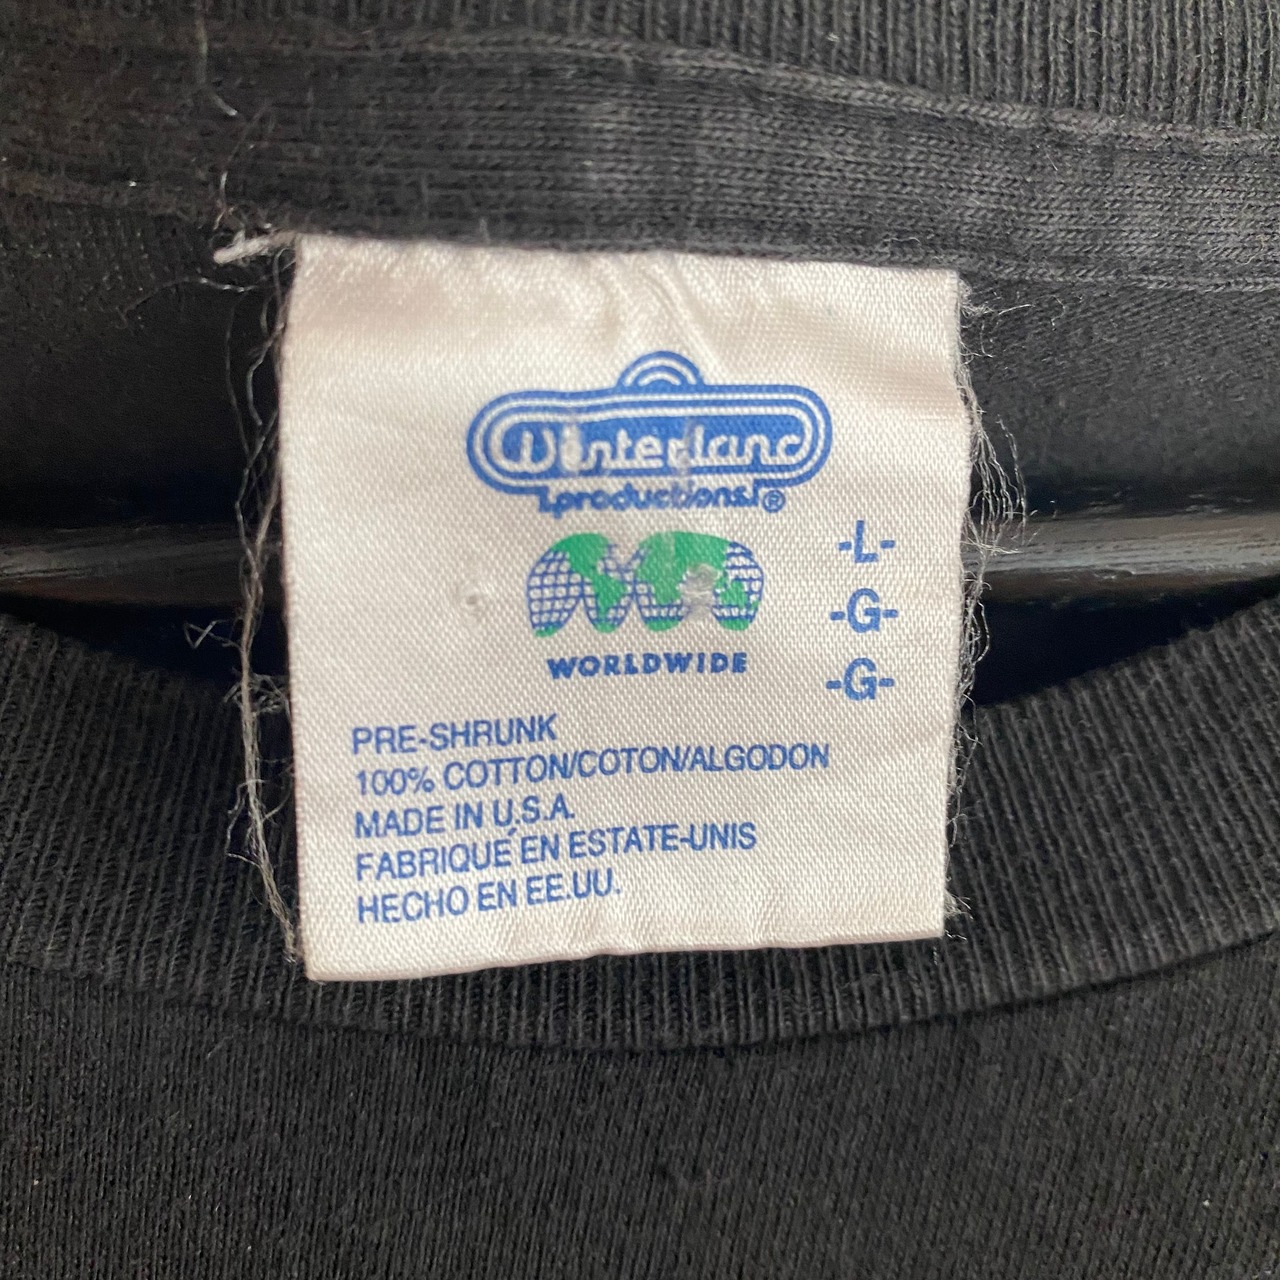 Winterland
productions ®
WORLDWIDE
-L-
-G-
-G-
PRE-SHRUNK
100% COTTON/COTON/ALGODON
MADE IN U.S.A.
FABRIQUÉ EN ESTATE-UNIS
HECHO EN EE.UU.